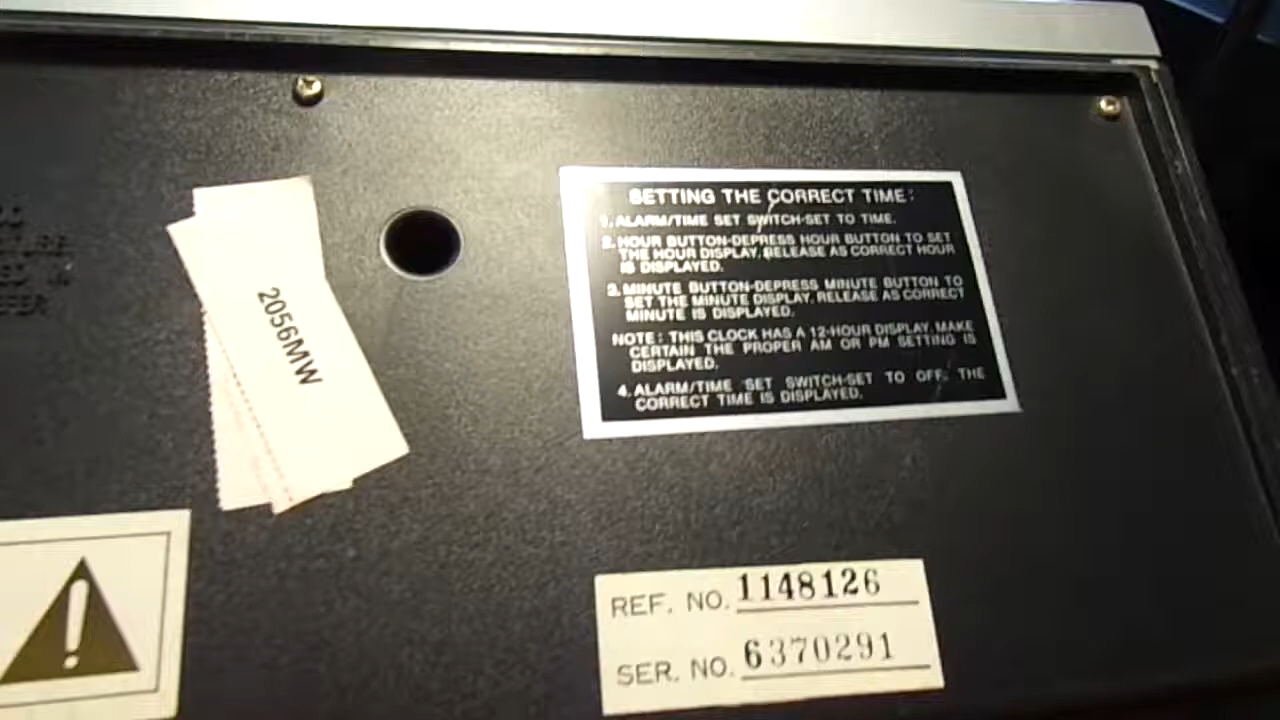 2056MW
SETTING THE CORRECT TIME:
1. ALARM/TIME SET SWITCH-SET TO TIME.
2. HOUR BUTTON-DEPRESS HOUR BUTTON TO SET
THE HOUR DISPLAY, RELEASE AS CORRECT HOUR
IS DISPLAYED.
3. MINUTE BUTTON-DEPRESS MINUTE BUTTON TO
SET THE MINUTE DISPLAY, RELEASE AS CORRECT
MINUTE IS DISPLAYED.
NOTE: THIS CLOCK HAS A 12-HOUR DISPLAY. MAKE
CERTAIN THE PROPER AM OR PM SETTING IS
DISPLAYED.
4. ALARM/TIME SET SWITCH-SET TO OFF. THE
CORRECT TIME IS DISPLAYED.
REF. NO. 1148126
SER. NO. 6370291